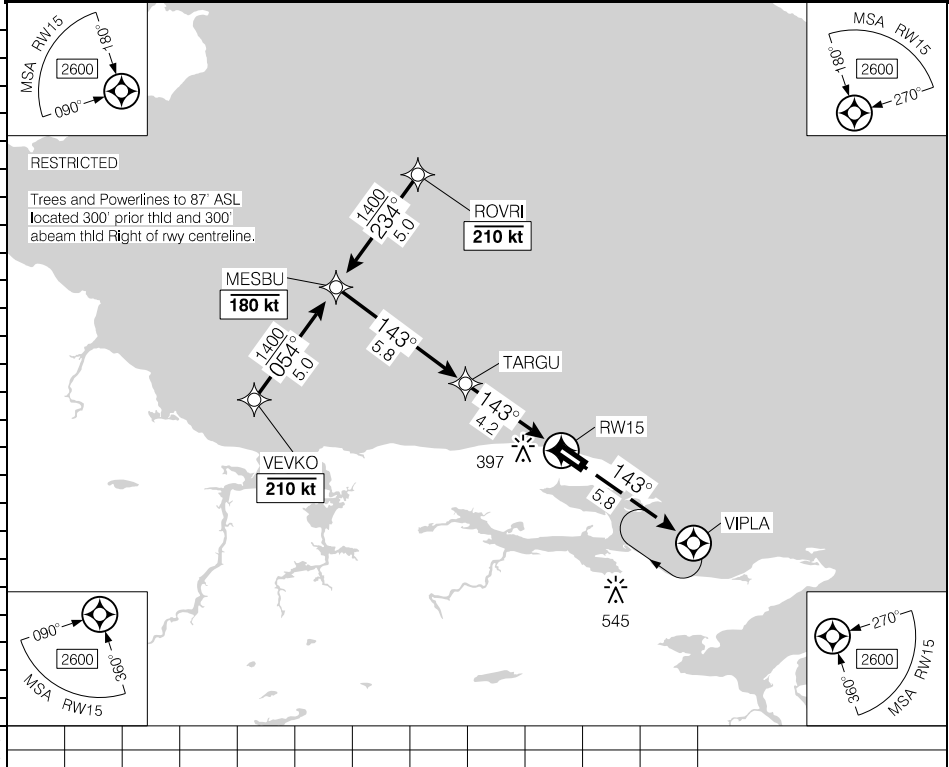 MSA RW15
180°
2600
090°
MSA RW15
180°
2600
270°
RESTRICTED
Trees and Powerlines to 87' ASL
located 300' prior thld and 300'
abeam thld Right of rwy centreline.
1400
234°
5.0
ROVRI
210 kt
MESBU
180 kt
1400
054°
5.0
143°
5.8
TARGU
143°
4.2
RW15
397
VEVKO
210 kt
143°
5.8
VIPLA
545
090°
2600
360°
MSA RW15
270°
2600
360°
MSA RW15